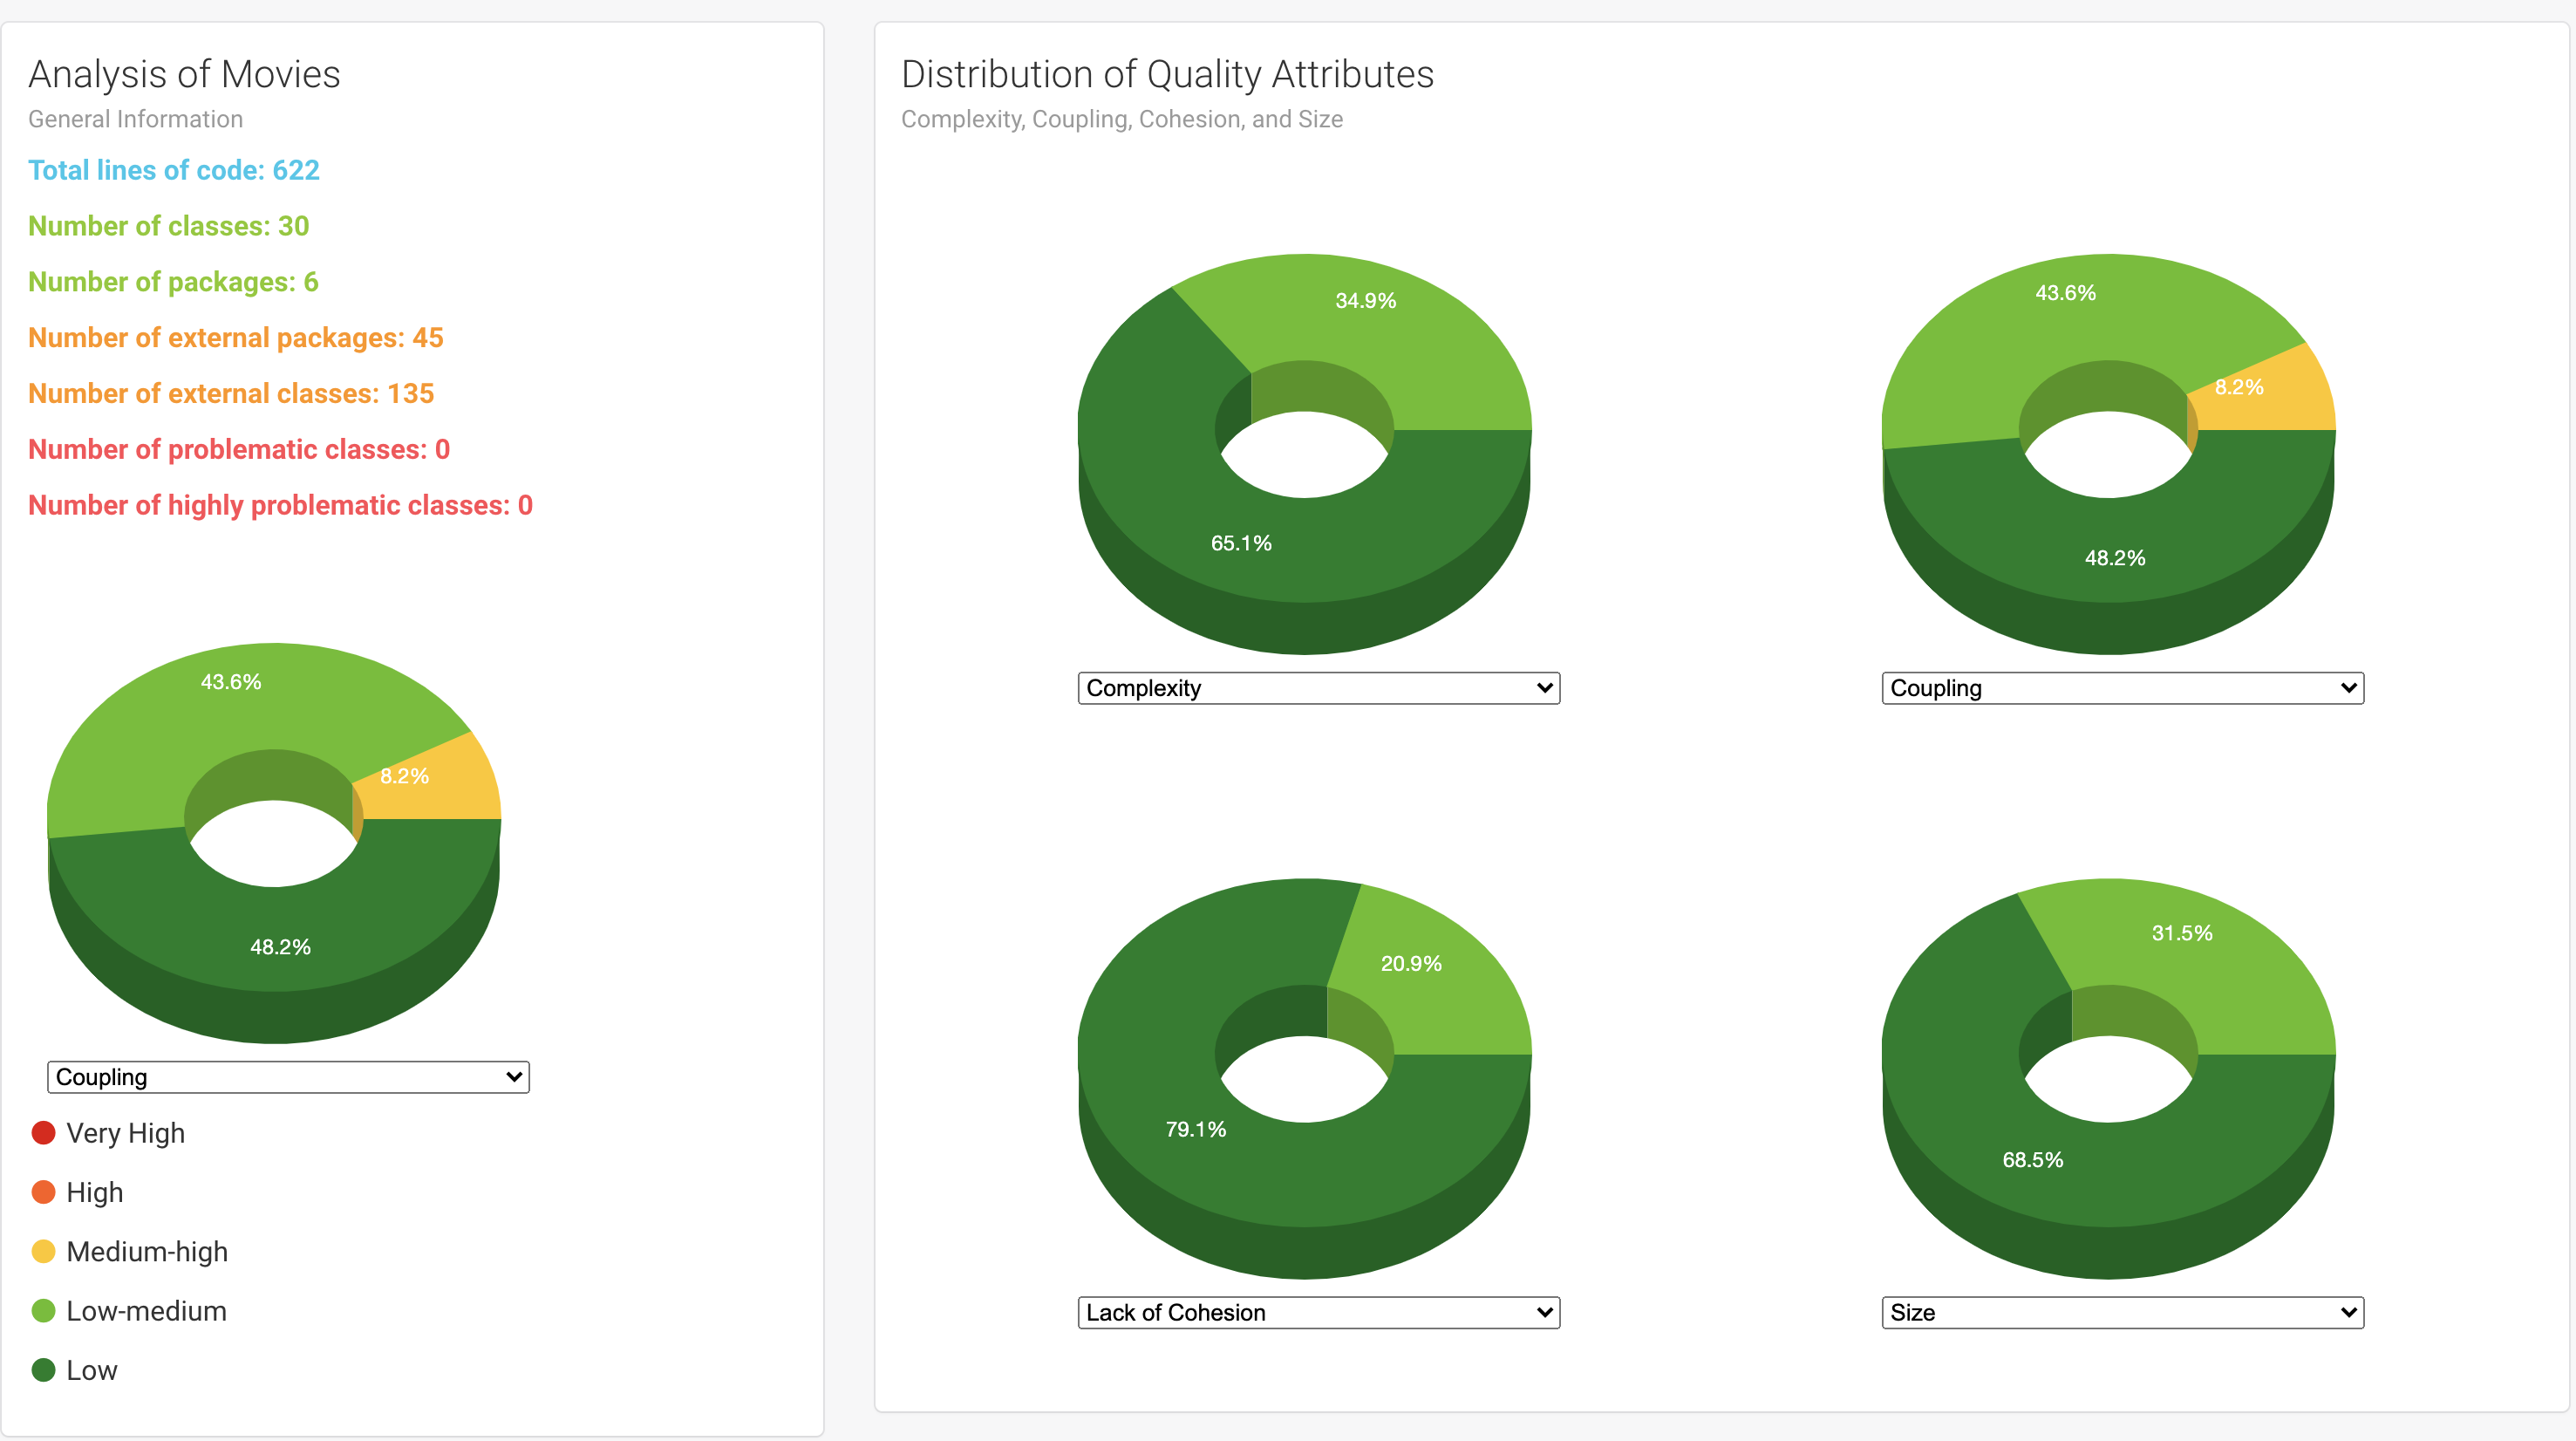 Analysis of Movies
General Information
Total lines of code: 622
Number of classes: 30
Number of packages: 6
Number of external packages: 45
Number of external classes: 135
Number of problematic classes: 0
Number of highly problematic classes: 0
43.6%
8.2%
48.2%
Coupling
Very High
High
Medium-high
Low-medium
Low
Distribution of Quality Attributes
Complexity, Coupling, Cohesion, and Size
34.9%
65.1%
Complexity
43.6%
8.2%
48.2%
Coupling
20.9%
79.1%
Lack of Cohesion
31.5%
68.5%
Size